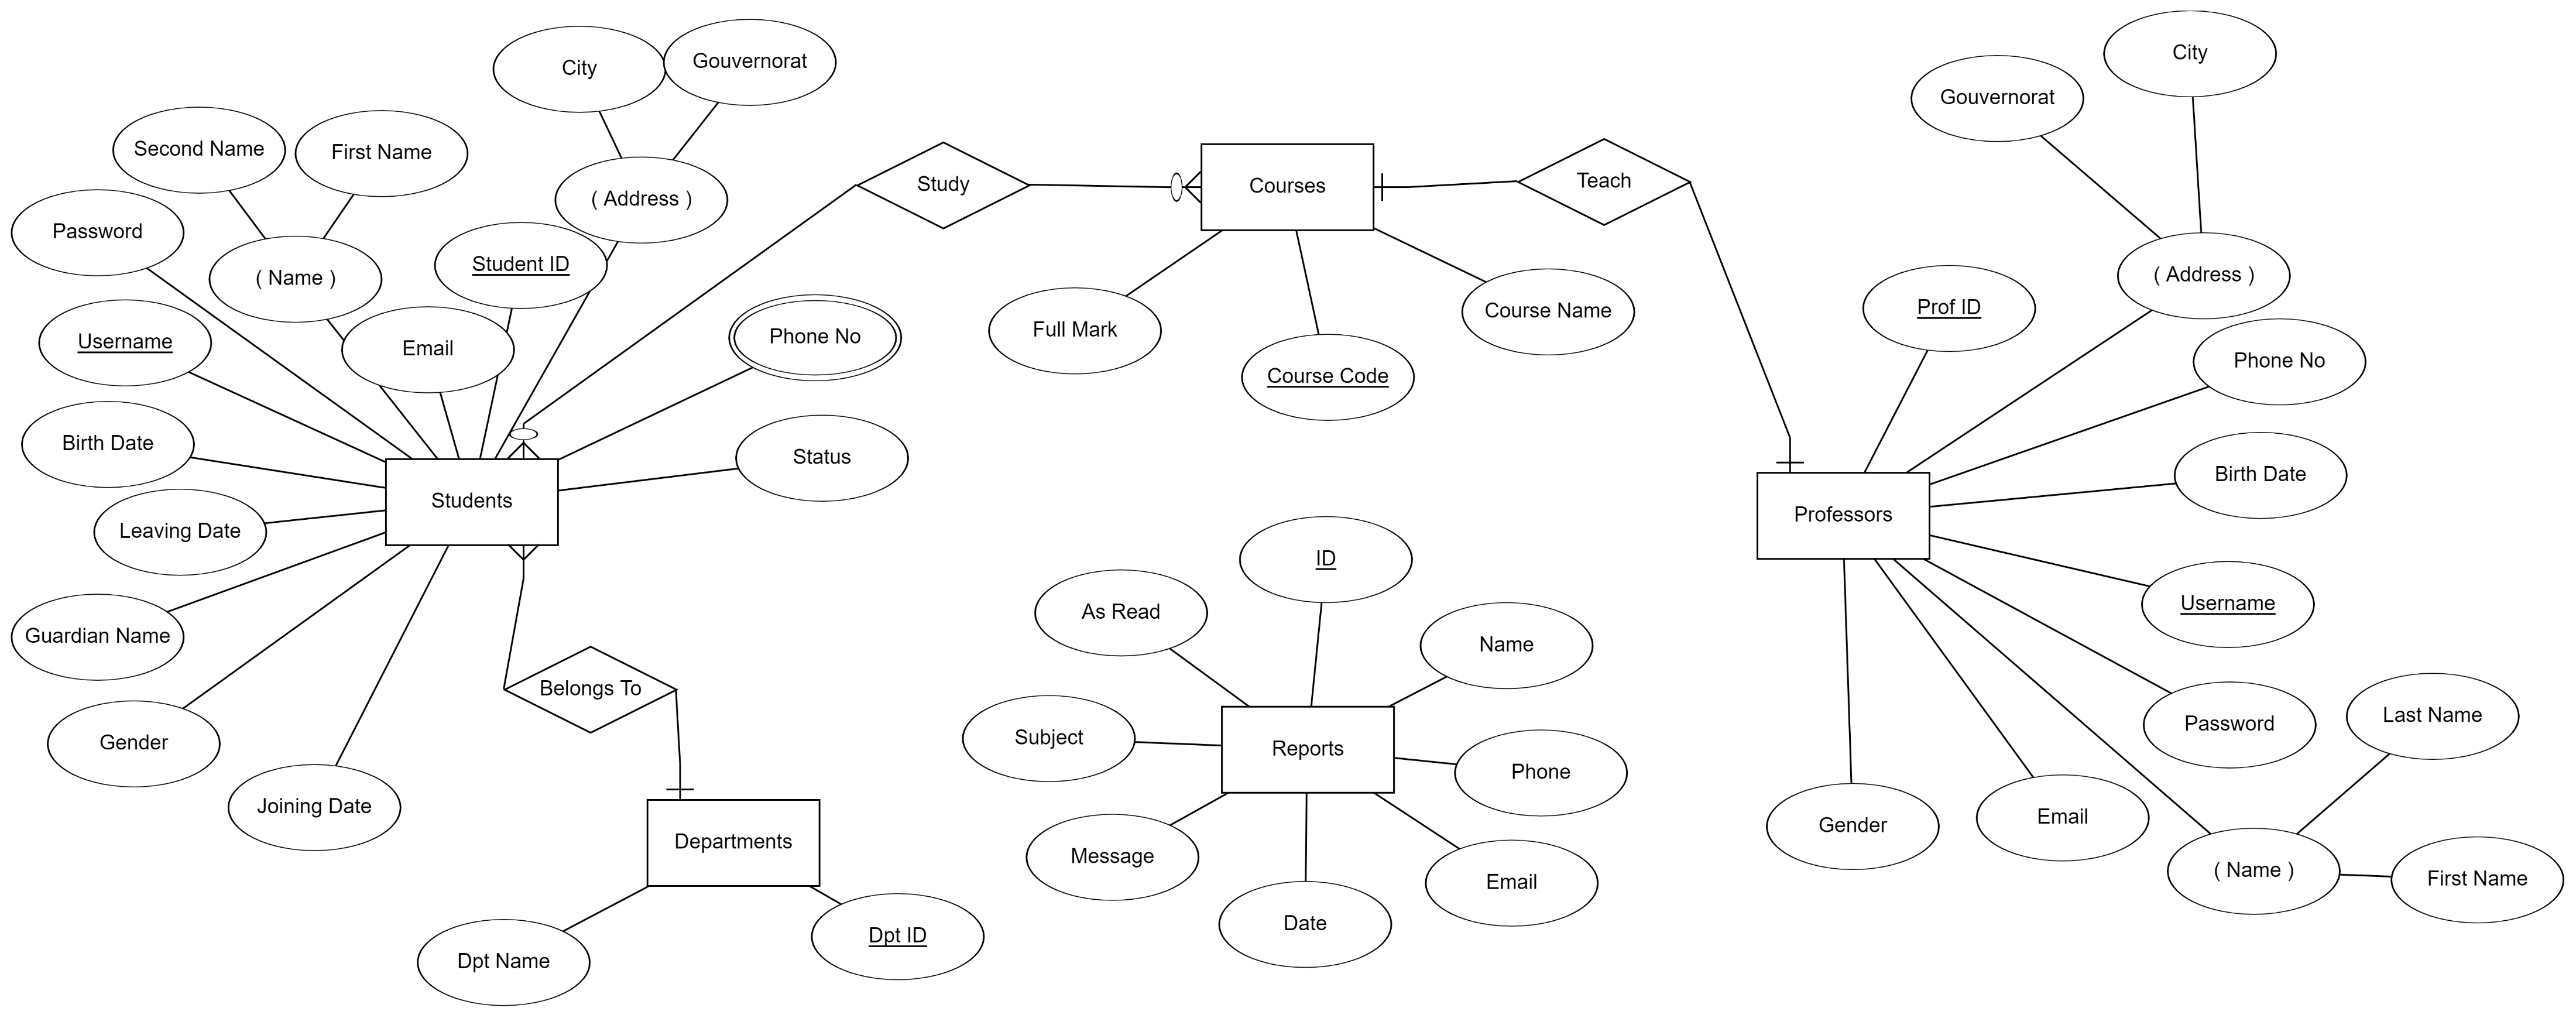 City
Gouvernorat
City
Gouvernorat
Second Name
First Name
Study
Courses
Teach
( Address )
Password
( Name )
Student ID
( Address )
Prof ID
Username
Email
Phone No
Full Mark
Course Code
Course Name
Phone No
Birth Date
Status
Birth Date
Students
Professors
Leaving Date
ID
As Read
Username
Guardian Name
Name
Belongs To
Password
Last Name
Gender
Subject
Reports
Phone
Joining Date
Departments
Message
Email
Gender
Email
( Name )
First Name
Date
Dpt Name
Dpt ID